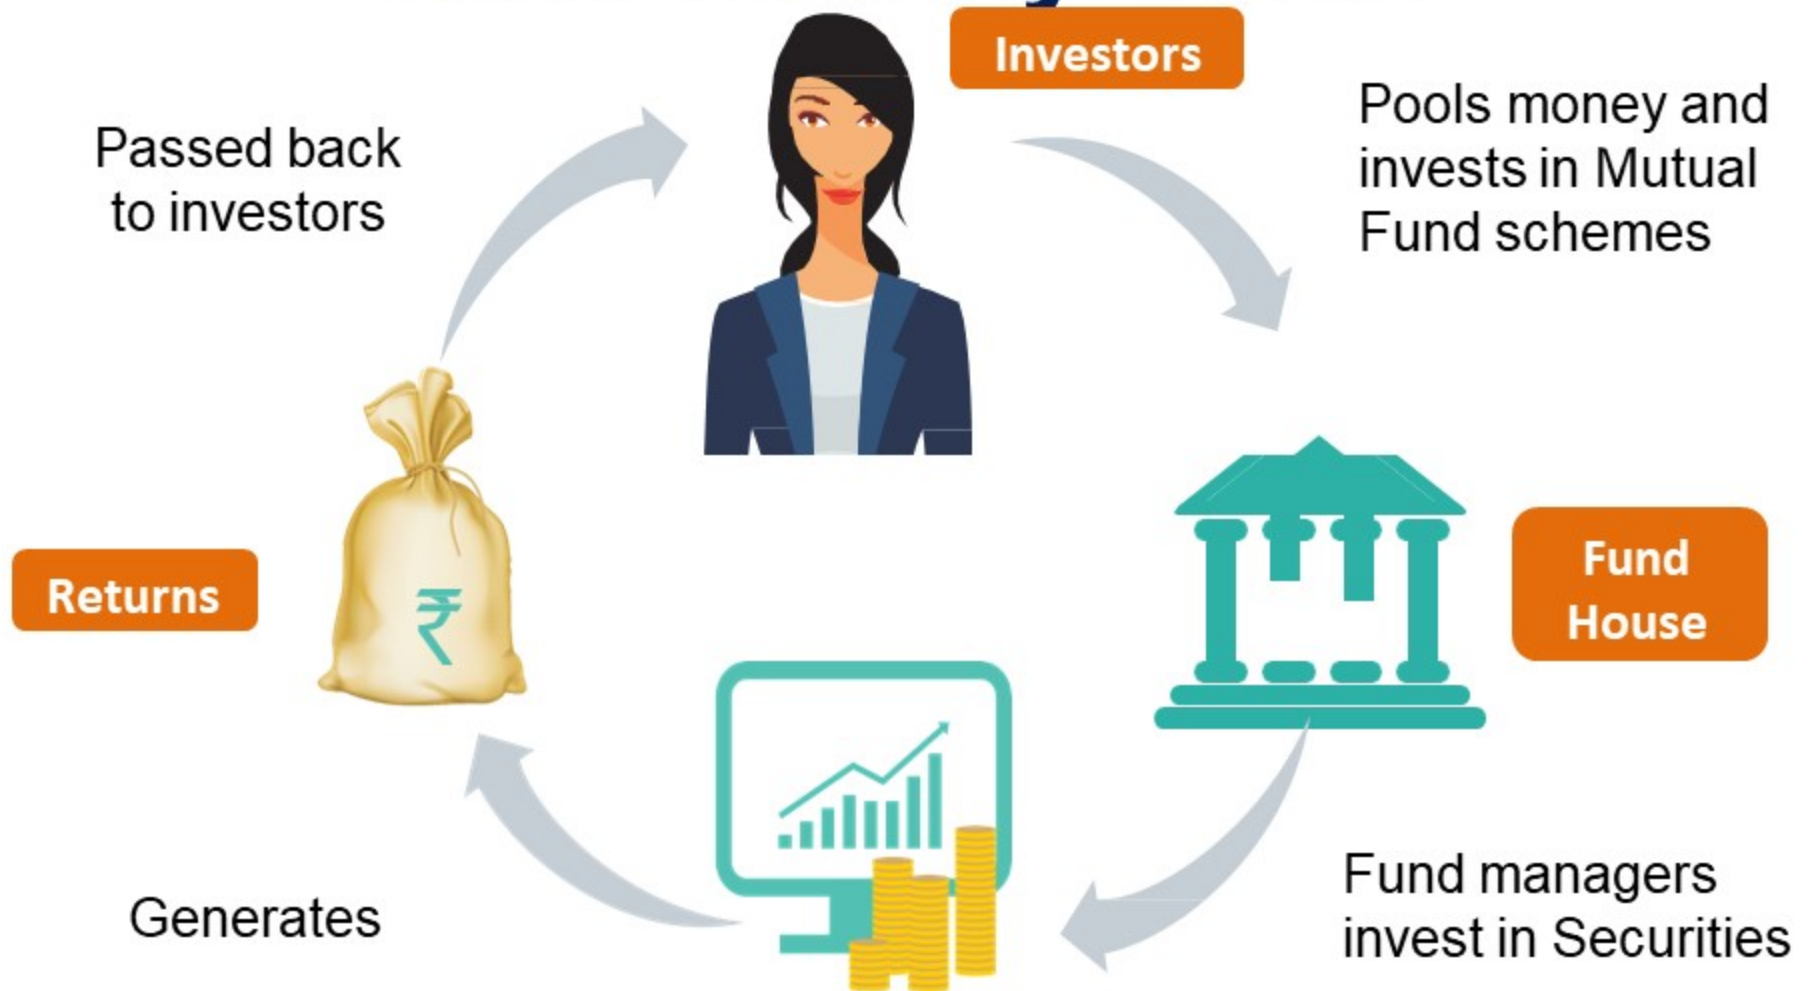 Investors
Pools money and
invests in Mutual
Fund schemes
Fund
House
Fund managers
invest in Securities
Generates
Returns
₹
Passed back
to investors